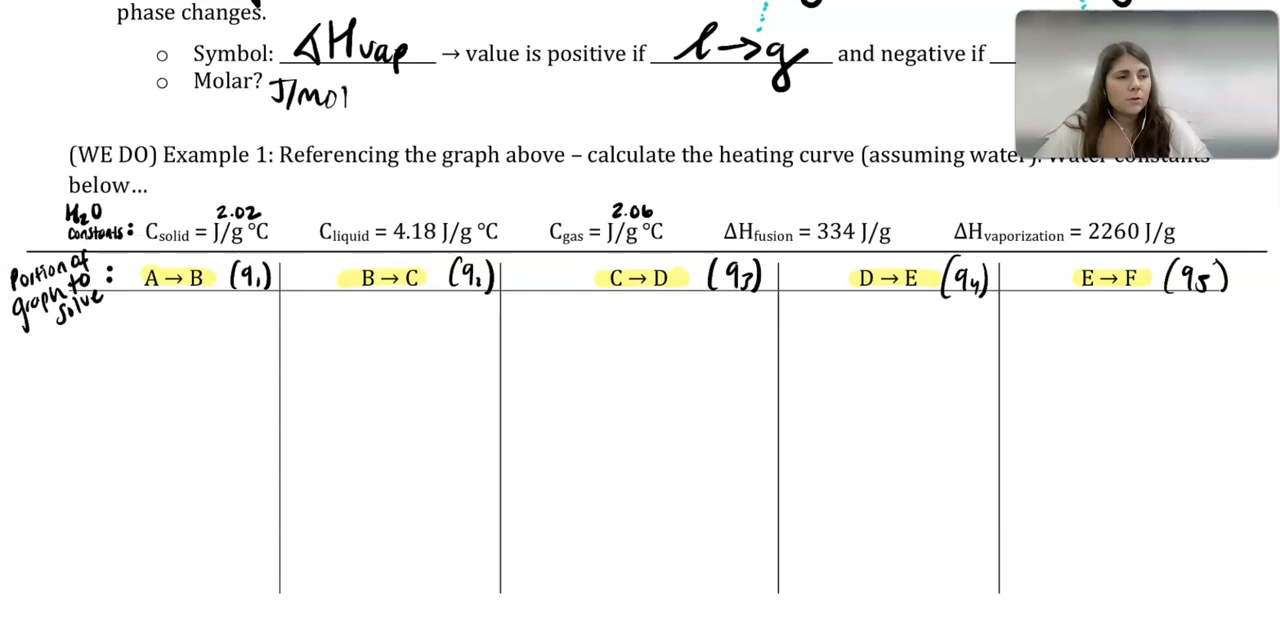 phase changes.
○ Symbol: ΔHvap → value is positive if l→g and negative if
○ Molar? J/mol
(WE DO) Example 1: Referencing the graph above – calculate the heating curve (assuming water). Water constants
below…
H₂O 2.02 2.06
Constants: Csolid = J/g °C Cliquid = 4.18 J/g °C Cgas = J/g °C ΔHfusion = 334 J/g ΔHvaporization = 2260 J/g
Portion of graph to solve : A → B (q₁) B → C (q₂) C → D (q₃) D → E (q₄) E → F (q₅)